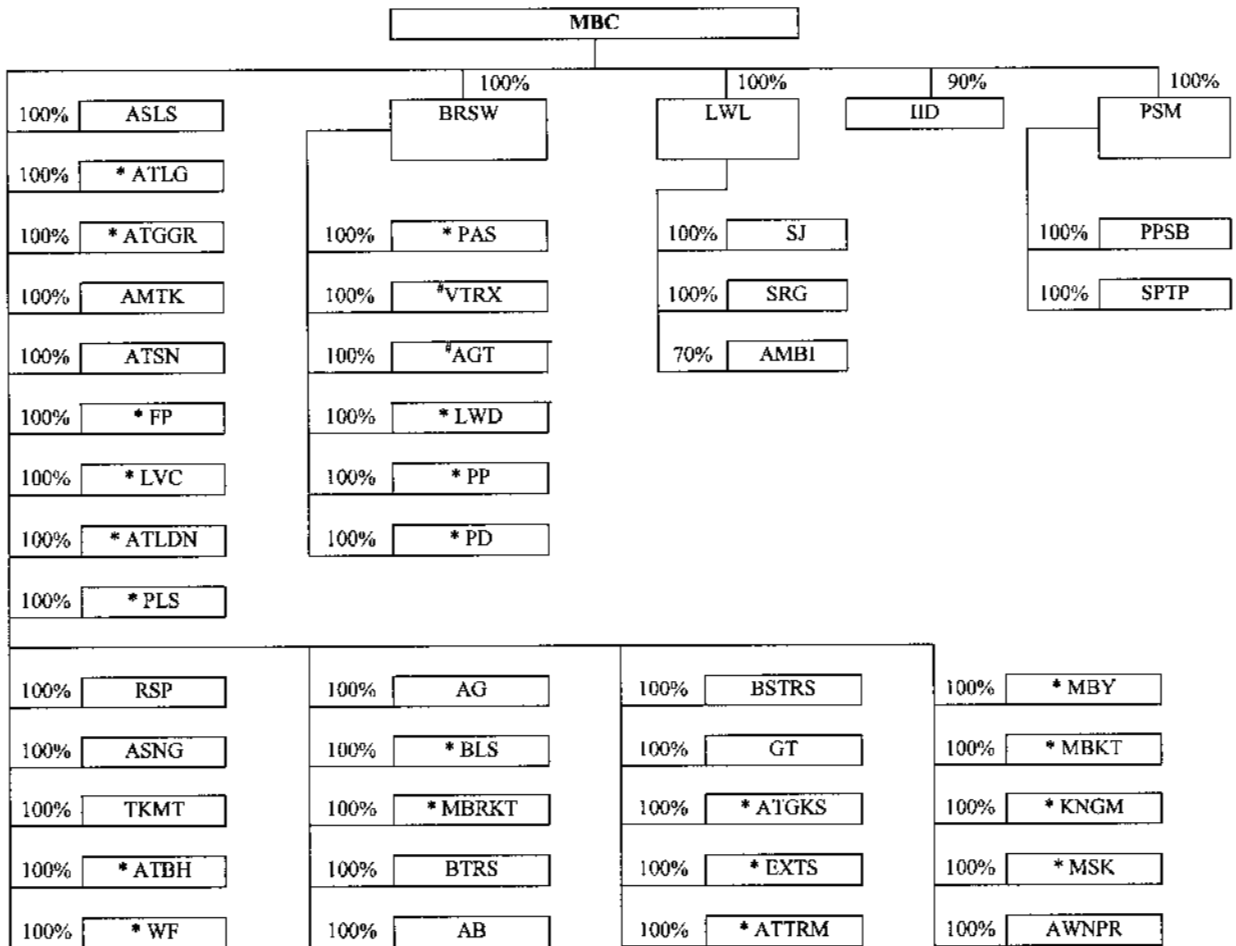 MBC
100% 100% 90% 100%
100% ASLS BRSW LWL IID PSM
100% * ATLG
100% * ATGGR 100% * PAS 100% SJ 100% PPSB
100% AMTK 100% #VTRX 100% SRG 100% SPTP
100% ATSN 100% #AGT 70% AMBI
100% * FP 100% * LWD
100% * LVC 100% * PP
100% * ATLDN 100% * PD
100% * PLS
100% RSP 100% AG 100% BSTRS 100% * MBY
100% ASNG 100% * BLS 100% GT 100% * MBKT
100% TKMT 100% * MBRKT 100% * ATGKS 100% * KNGM
100% * ATBH 100% BTRS 100% * EXTS 100% * MSK
100% * WF 100% AB 100% * ATTRM 100% AWNPR